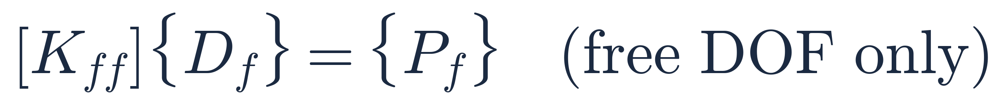 [K_{ff}]{D_f} = {P_f} (free DOF only)